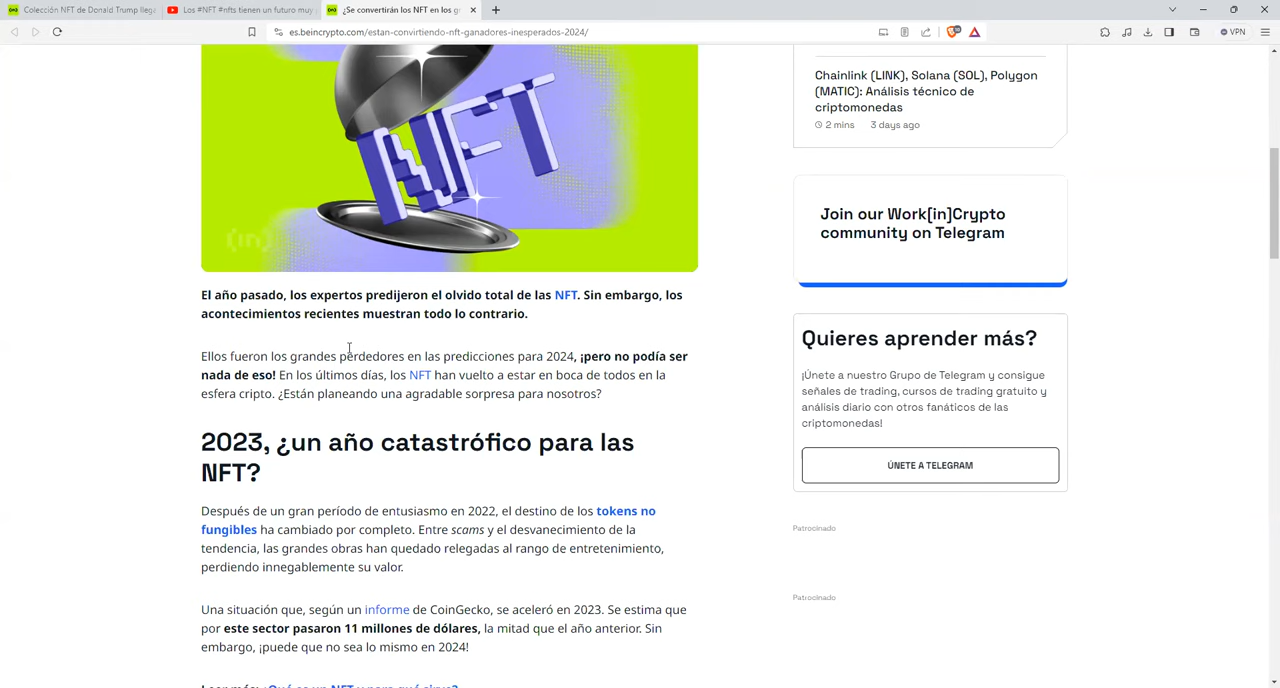 Colección NFT de Donald Trump llega
Los #NFT #nfts tienen un futuro muy
¿Se convertirán los NFT en los gr
es.beincrypto.com/estan-convirtiendo-nft-ganadores-inesperados-2024/
VPN
NFT
(in)
El año pasado, los expertos predijeron el olvido total de las NFT. Sin embargo, los
acontecimientos recientes muestran todo lo contrario.
Ellos fueron los grandes perdedores en las predicciones para 2024, ¡pero no podía ser
nada de eso! En los últimos días, los NFT han vuelto a estar en boca de todos en la
esfera cripto. ¿Están planeando una agradable sorpresa para nosotros?
2023, ¿un año catastrófico para las
NFT?
Después de un gran período de entusiasmo en 2022, el destino de los tokens no
fungibles ha cambiado por completo. Entre scams y el desvanecimiento de la
tendencia, las grandes obras han quedado relegadas al rango de entretenimiento,
perdiendo innegablemente su valor.
Una situación que, según un informe de CoinGecko, se aceleró en 2023. Se estima que
por este sector pasaron 11 millones de dólares, la mitad que el año anterior. Sin
embargo, ¡puede que no sea lo mismo en 2024!
Leer más: ¿Qué es un NFT y para qué sirve?
Chainlink (LINK), Solana (SOL), Polygon
(MATIC): Análisis técnico de
criptomonedas
2 mins 3 days ago
Join our Work[in]Crypto
community on Telegram
Quieres aprender más?
¡Únete a nuestro Grupo de Telegram y consigue
señales de trading, cursos de trading gratuito y
análisis diario con otros fanáticos de las
criptomonedas!
ÚNETE A TELEGRAM
Patrocinado
Patrocinado